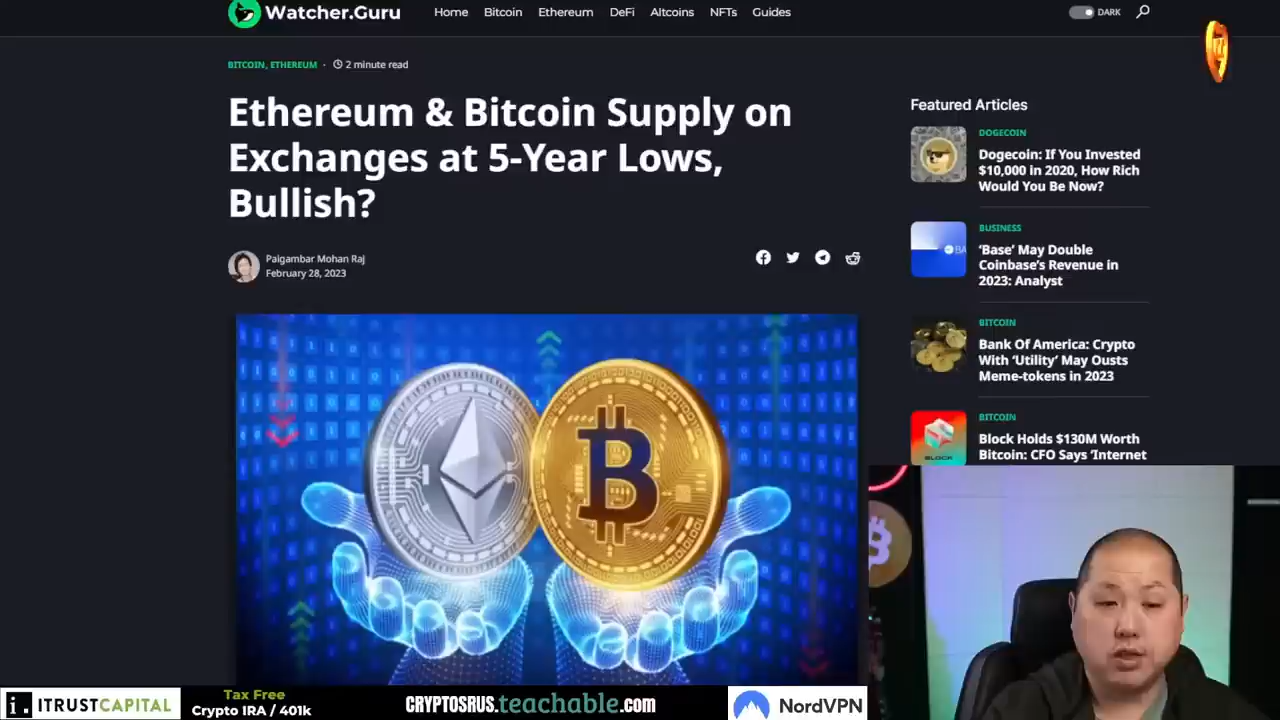 Watcher.Guru
Home Bitcoin Ethereum DeFi Altcoins NFTs Guides
DARK
BITCOIN, ETHEREUM · 2 minute read
Ethereum & Bitcoin Supply on
Exchanges at 5-Year Lows,
Bullish?
Paigambar Mohan Raj
February 28, 2023
Featured Articles
DOGECOIN
Dogecoin: If You Invested
$10,000 in 2020, How Rich
Would You Be Now?
BUSINESS
‘Base’ May Double
Coinbase’s Revenue in
2023: Analyst
BITCOIN
Bank Of America: Crypto
With ‘Utility’ May Ousts
Meme-tokens in 2023
BITCOIN
Block Holds $130M Worth
Bitcoin: CFO Says ‘Internet
BLOCK
ITRUSTCAPITAL
Tax Free
Crypto IRA / 401k
CRYPTOSRUS.teachable.com
NordVPN